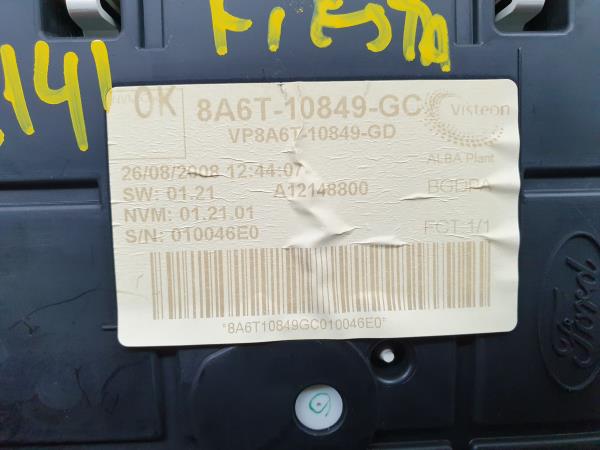 FIESTA
141
OK
8A6T-10849-GC
Visteon
VP8A6T-10849-GD
ALBA Plant
26/08/2008 12:44:07
SW: 01.21 A12148800 BGDPA
NVM: 01.21.01
S/N: 010046E0 FCT 1/1
*8A6T10849GC010046E0*
Ford